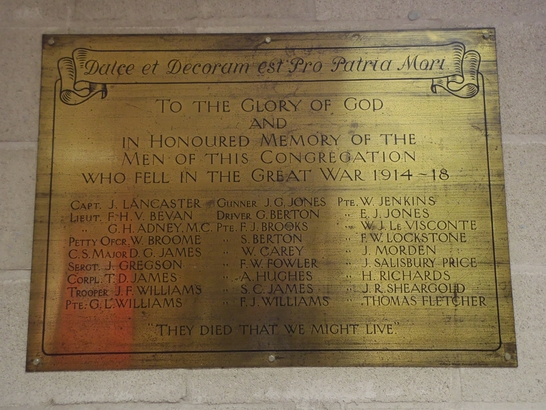 Dulce et Decorum est Pro Patria Mori
TO THE GLORY OF GOD
AND
IN HONOURED MEMORY OF THE
MEN OF THIS CONGREGATION
WHO FELL IN THE GREAT WAR 1914-18
CAPT. J. LANCASTER GUNNER J.G. JONES PTE. W. JENKINS
LIEUT. F.H.V. BEVAN DRIVER G. BERTON " E.J. JONES
" G.H. ADNEY, M.C. PTE. F.J. BROOKS " W.J. LE VISCONTE
PETTY OFCR. W. BROOME " S. BERTON " F.W. LOCKSTONE
C.S. MAJOR D.G. JAMES " W. CAREY " J. MORDEN
SERGT. J. GREGSON " F.W. FOWLER " J. SALISBURY PRICE
CORPL. T.D. JAMES " A. HUGHES " H. RICHARDS
TROOPER J.F. WILLIAMS " S.C. JAMES " J.R. SHEARGOLD
PTE. G.L. WILLIAMS " F.J. WILLIAMS " THOMAS FLETCHER
"THEY DIED THAT WE MIGHT LIVE."